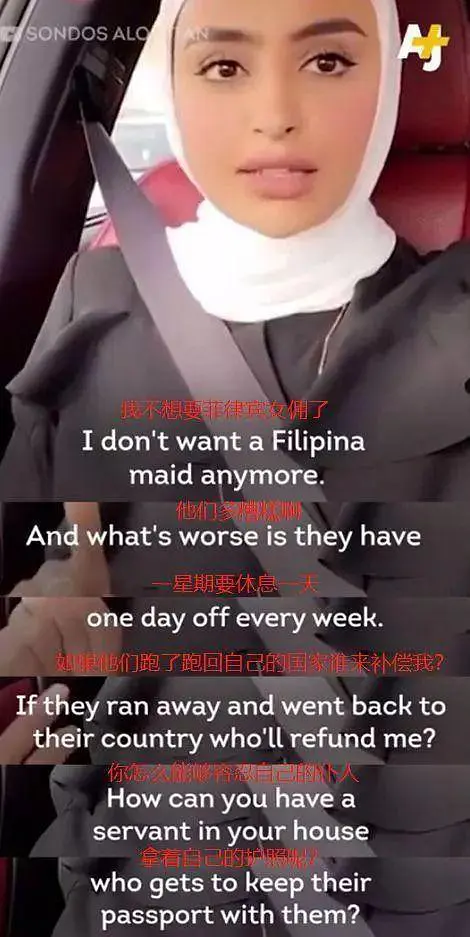 SONDOS ALQ TAN
我不想要菲律宾女佣了
I don't want a Filipina
maid anymore.
他们多糟糕啊
And what's worse is they have
一星期要休息一天
one day off every week.
如果他们跑了跑回自己的国家谁来补偿我?
If they ran away and went back to
their country who'll refund me?
你怎么能够容忍自己的仆人
How can you have a
servant in your house
拿着自己的护照呢?
who gets to keep their
passport with them?